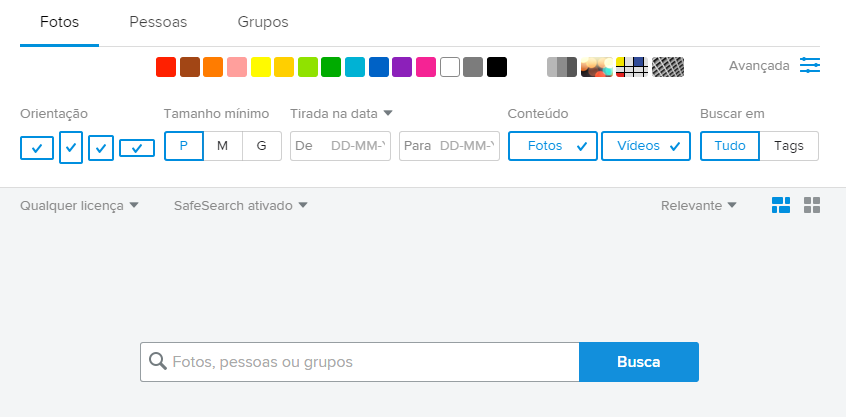 Fotos Pessoas Grupos
Avançada
Orientação Tamanho mínimo Tirada na data Conteúdo Buscar em
P M G De DD-MM-Y Para DD-MM-Y Fotos Vídeos Tudo Tags
Qualquer licença SafeSearch ativado Relevante
Fotos, pessoas ou grupos Busca